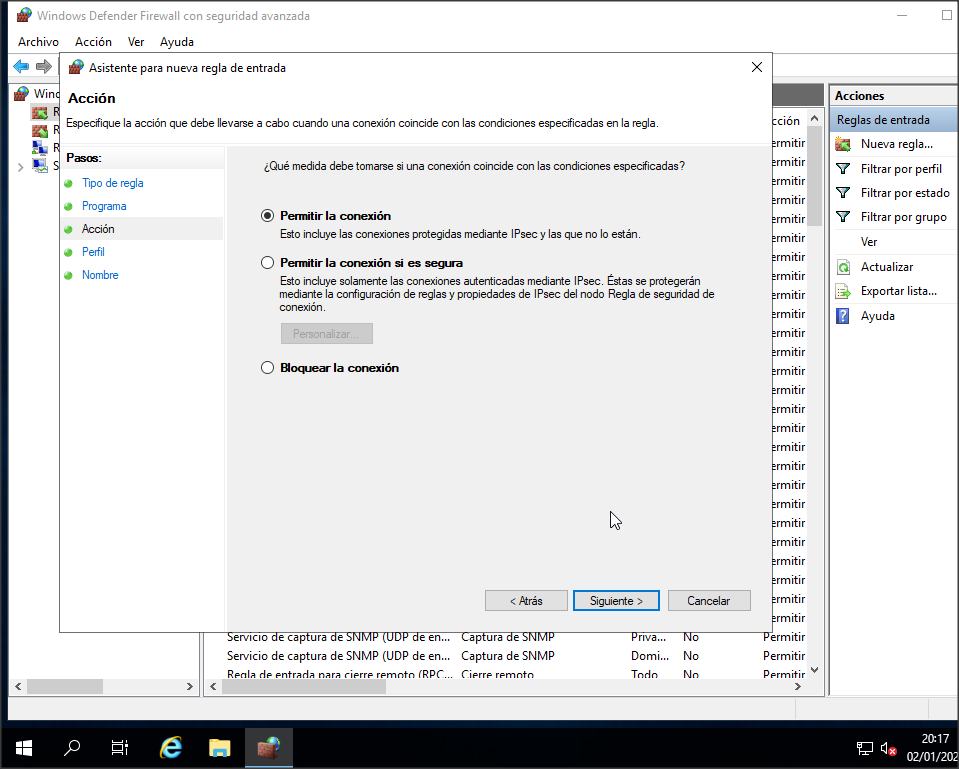 Windows Defender Firewall con seguridad avanzada
Archivo Acción Ver Ayuda
Asistente para nueva regla de entrada
Acción
Especifique la acción que debe llevarse a cabo cuando una conexión coincide con las condiciones especificadas en la regla.
Pasos:
Tipo de regla
Programa
Acción
Perfil
Nombre
¿Qué medida debe tomarse si una conexión coincide con las condiciones especificadas?
Permitir la conexión
Esto incluye las conexiones protegidas mediante IPsec y las que no lo están.
Permitir la conexión si es segura
Esto incluye solamente las conexiones autenticadas mediante IPsec. Éstas se protegerán
mediante la configuración de reglas y propiedades de IPsec del nodo Regla de seguridad de
conexión.
Personalizar...
Bloquear la conexión
< Atrás Siguiente > Cancelar
Servicio de captura de SNMP (UDP de en... Captura de SNMP Priva... No Permitir
Servicio de captura de SNMP (UDP de en... Captura de SNMP Domi... No Permitir
Regla de entrada para cierre remoto (RPC... Cierre remoto Todo No Permitir
Acciones
Reglas de entrada
Nueva regla...
Filtrar por perfil
Filtrar por estado
Filtrar por grupo
Ver
Actualizar
Exportar lista...
Ayuda
20:17
02/01/202